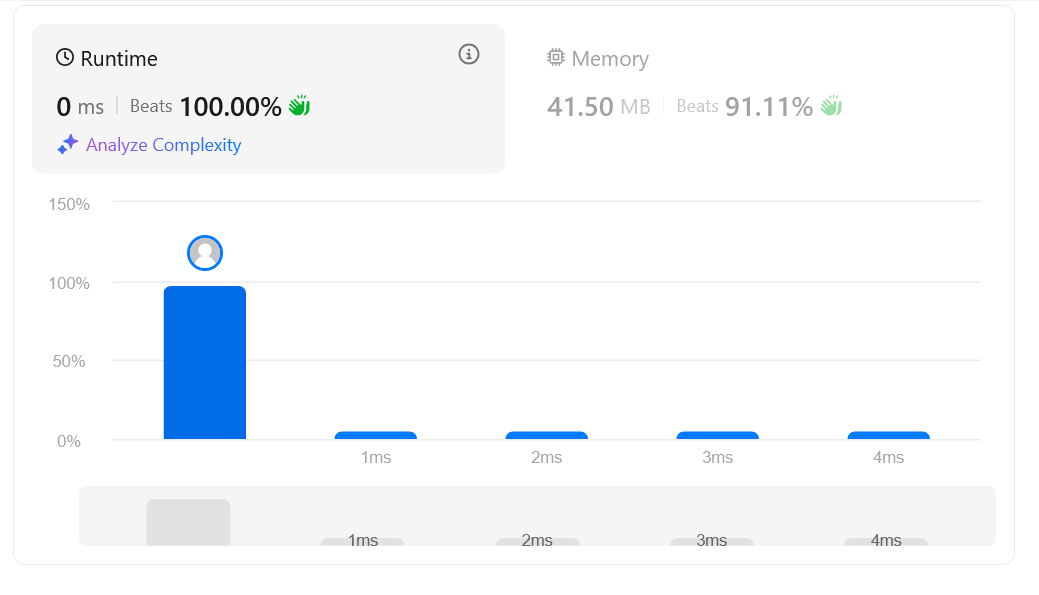 Runtime
0 ms Beats 100.00%
Analyze Complexity
Memory
41.50 MB Beats 91.11%
150%
100%
50%
0%
1ms 2ms 3ms 4ms
1ms 2ms 3ms 4ms